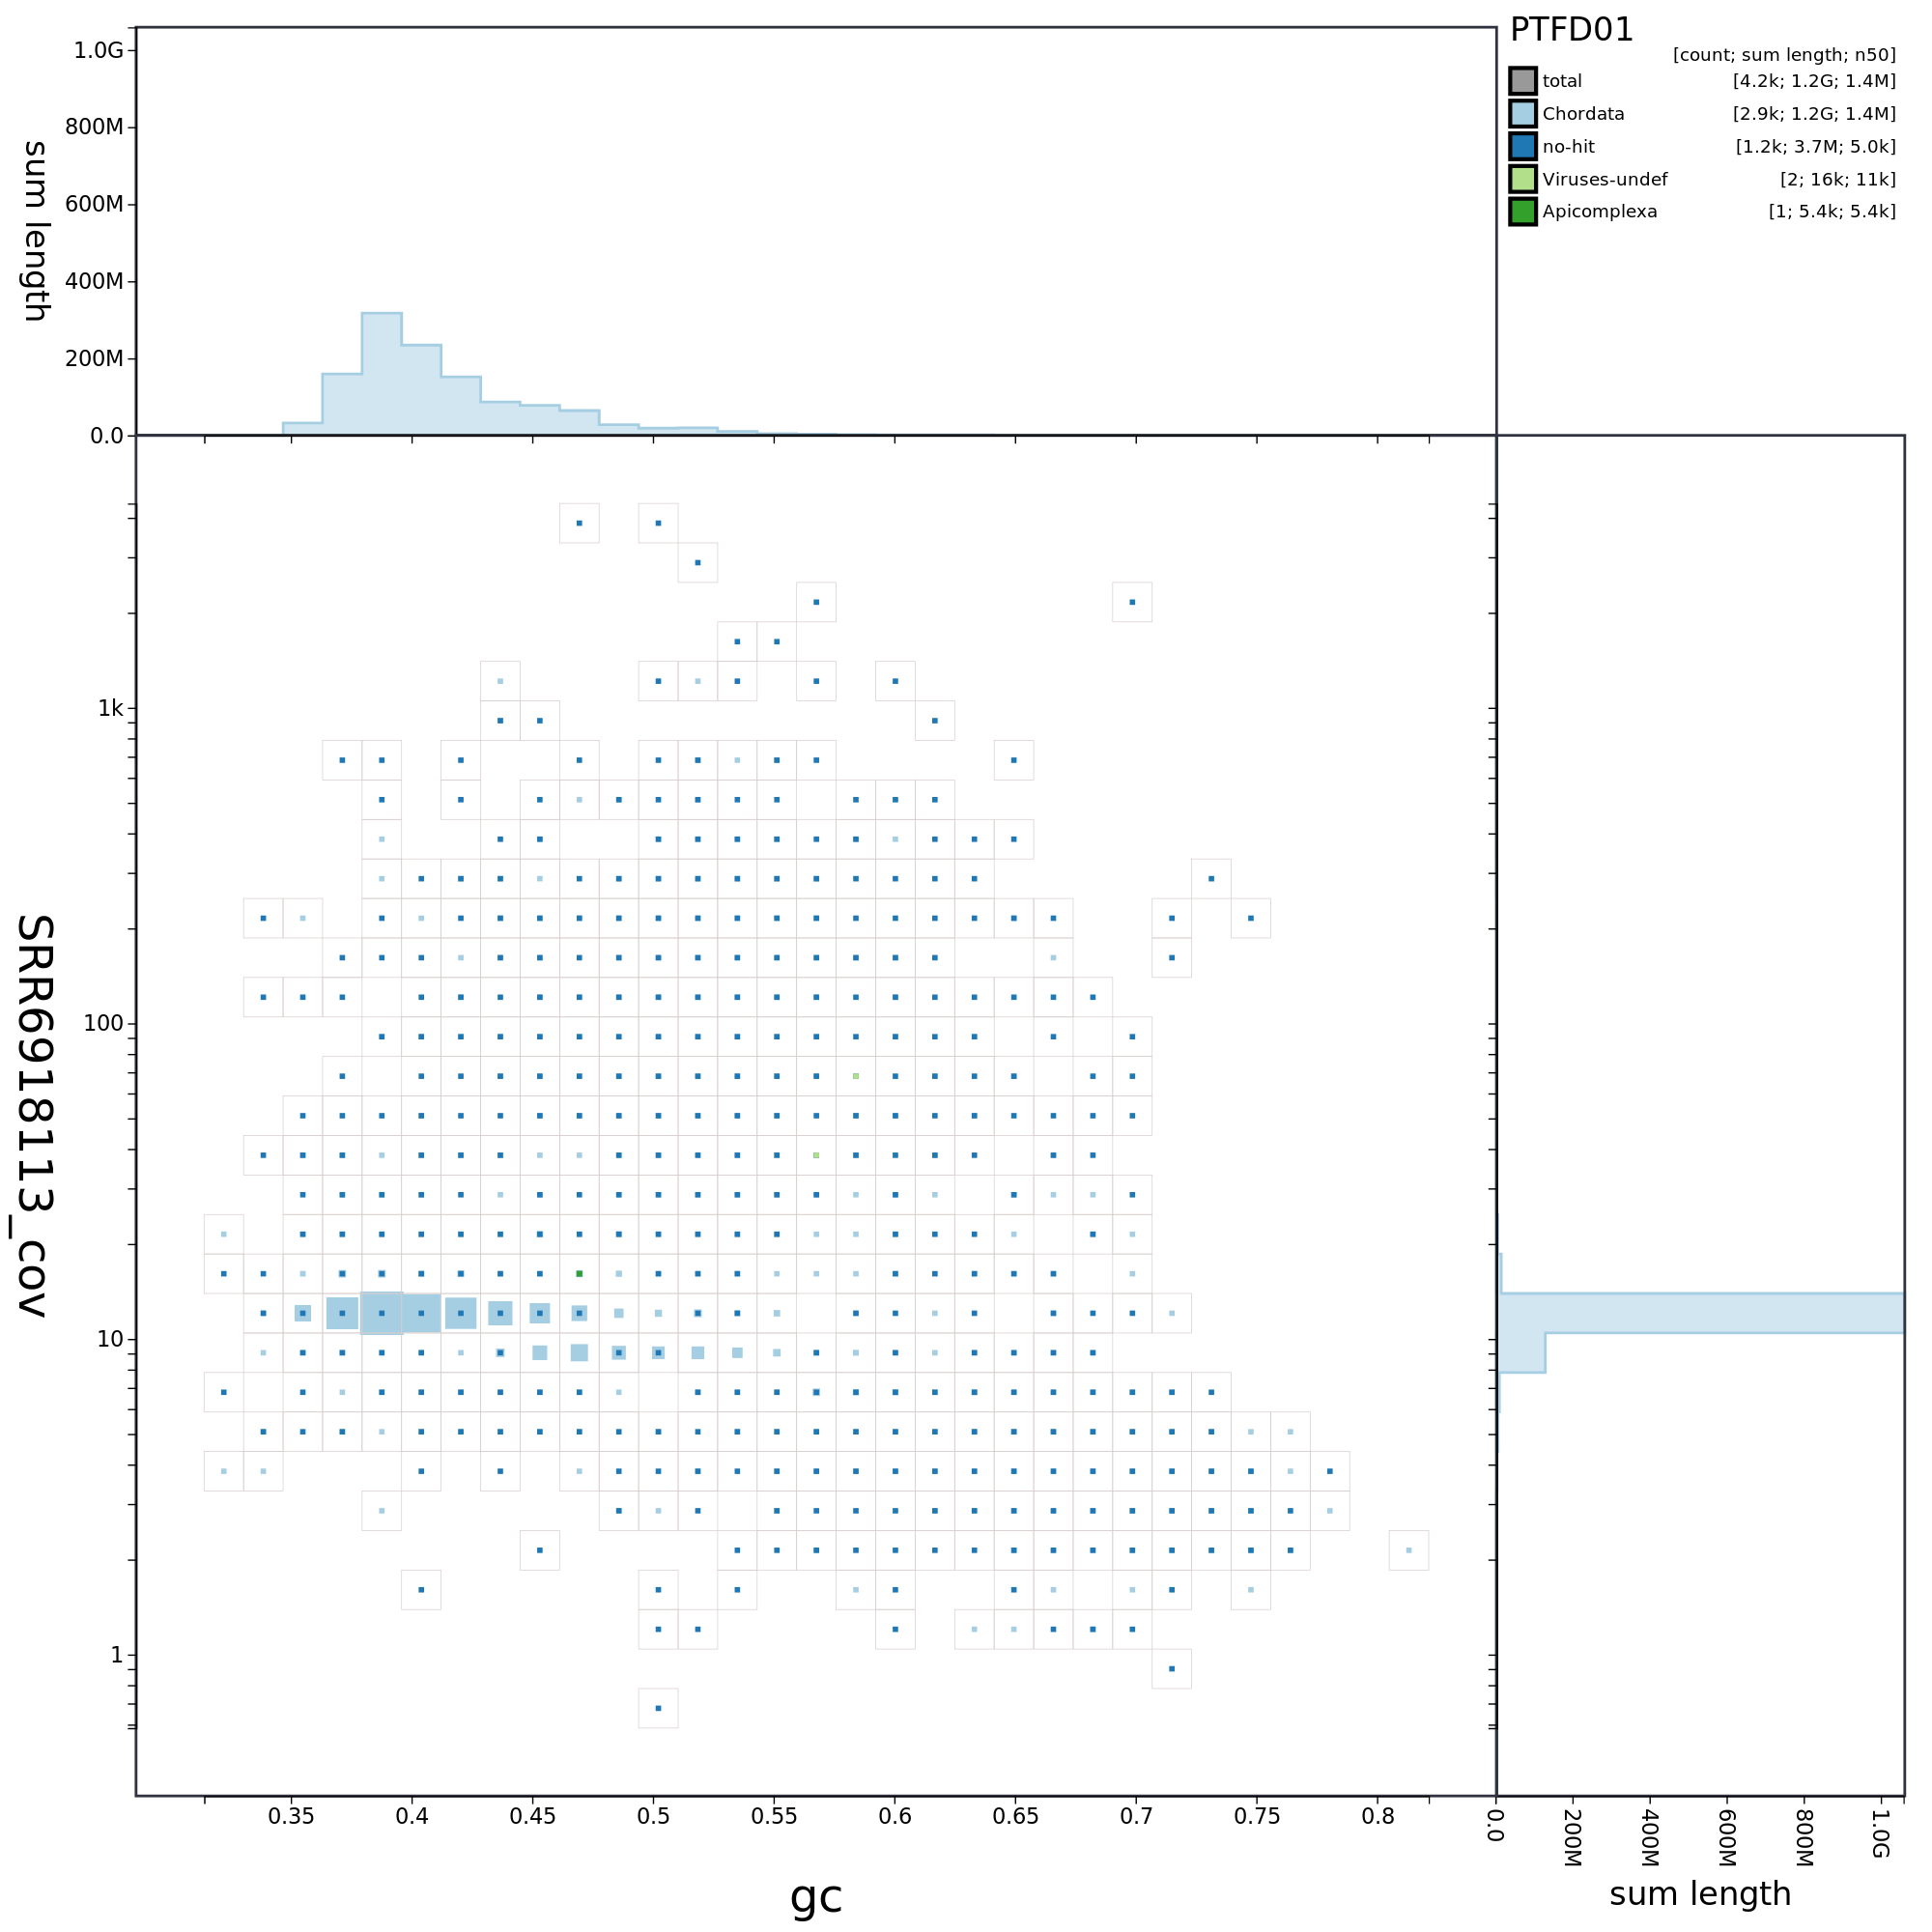 PTFD01
[count; sum length; n50]
total [4.2k; 1.2G; 1.4M]
Chordata [2.9k; 1.2G; 1.4M]
no-hit [1.2k; 3.7M; 5.0k]
Viruses-undef [2; 16k; 11k]
Apicomplexa [1; 5.4k; 5.4k]
sum length
1.0G
800M
600M
400M
200M
0.0
SRR6918113_cov
1k
100
10
1
0.35 0.4 0.45 0.5 0.55 0.6 0.65 0.7 0.75 0.8
gc
0.0 200M 400M 600M 800M 1.0G
sum length